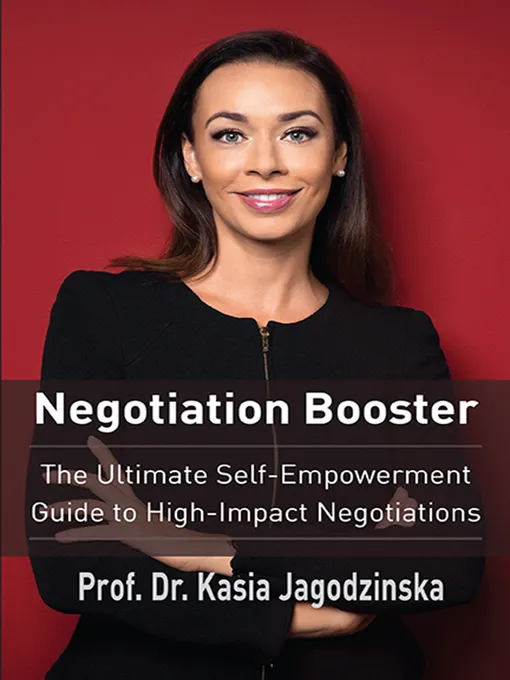 Negotiation Booster
The Ultimate Self-Empowerment
Guide to High-Impact Negotiations
Prof. Dr. Kasia Jagodzinska